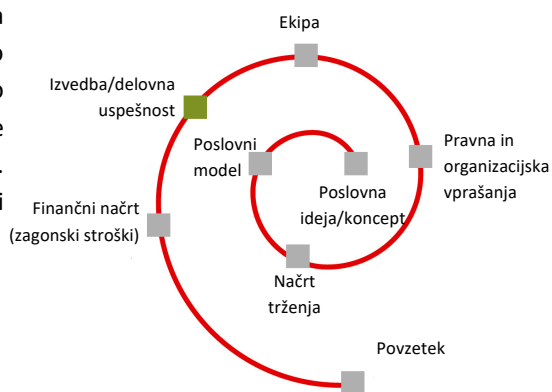 Ekipa
Izvedba/delovna
uspešnost
Poslovni
model
Pravna in
organizacijska
vprašanja
Poslovna
ideja/koncept
Finančni načrt
(zagonski stroški)
Načrt
trženja
Povzetek